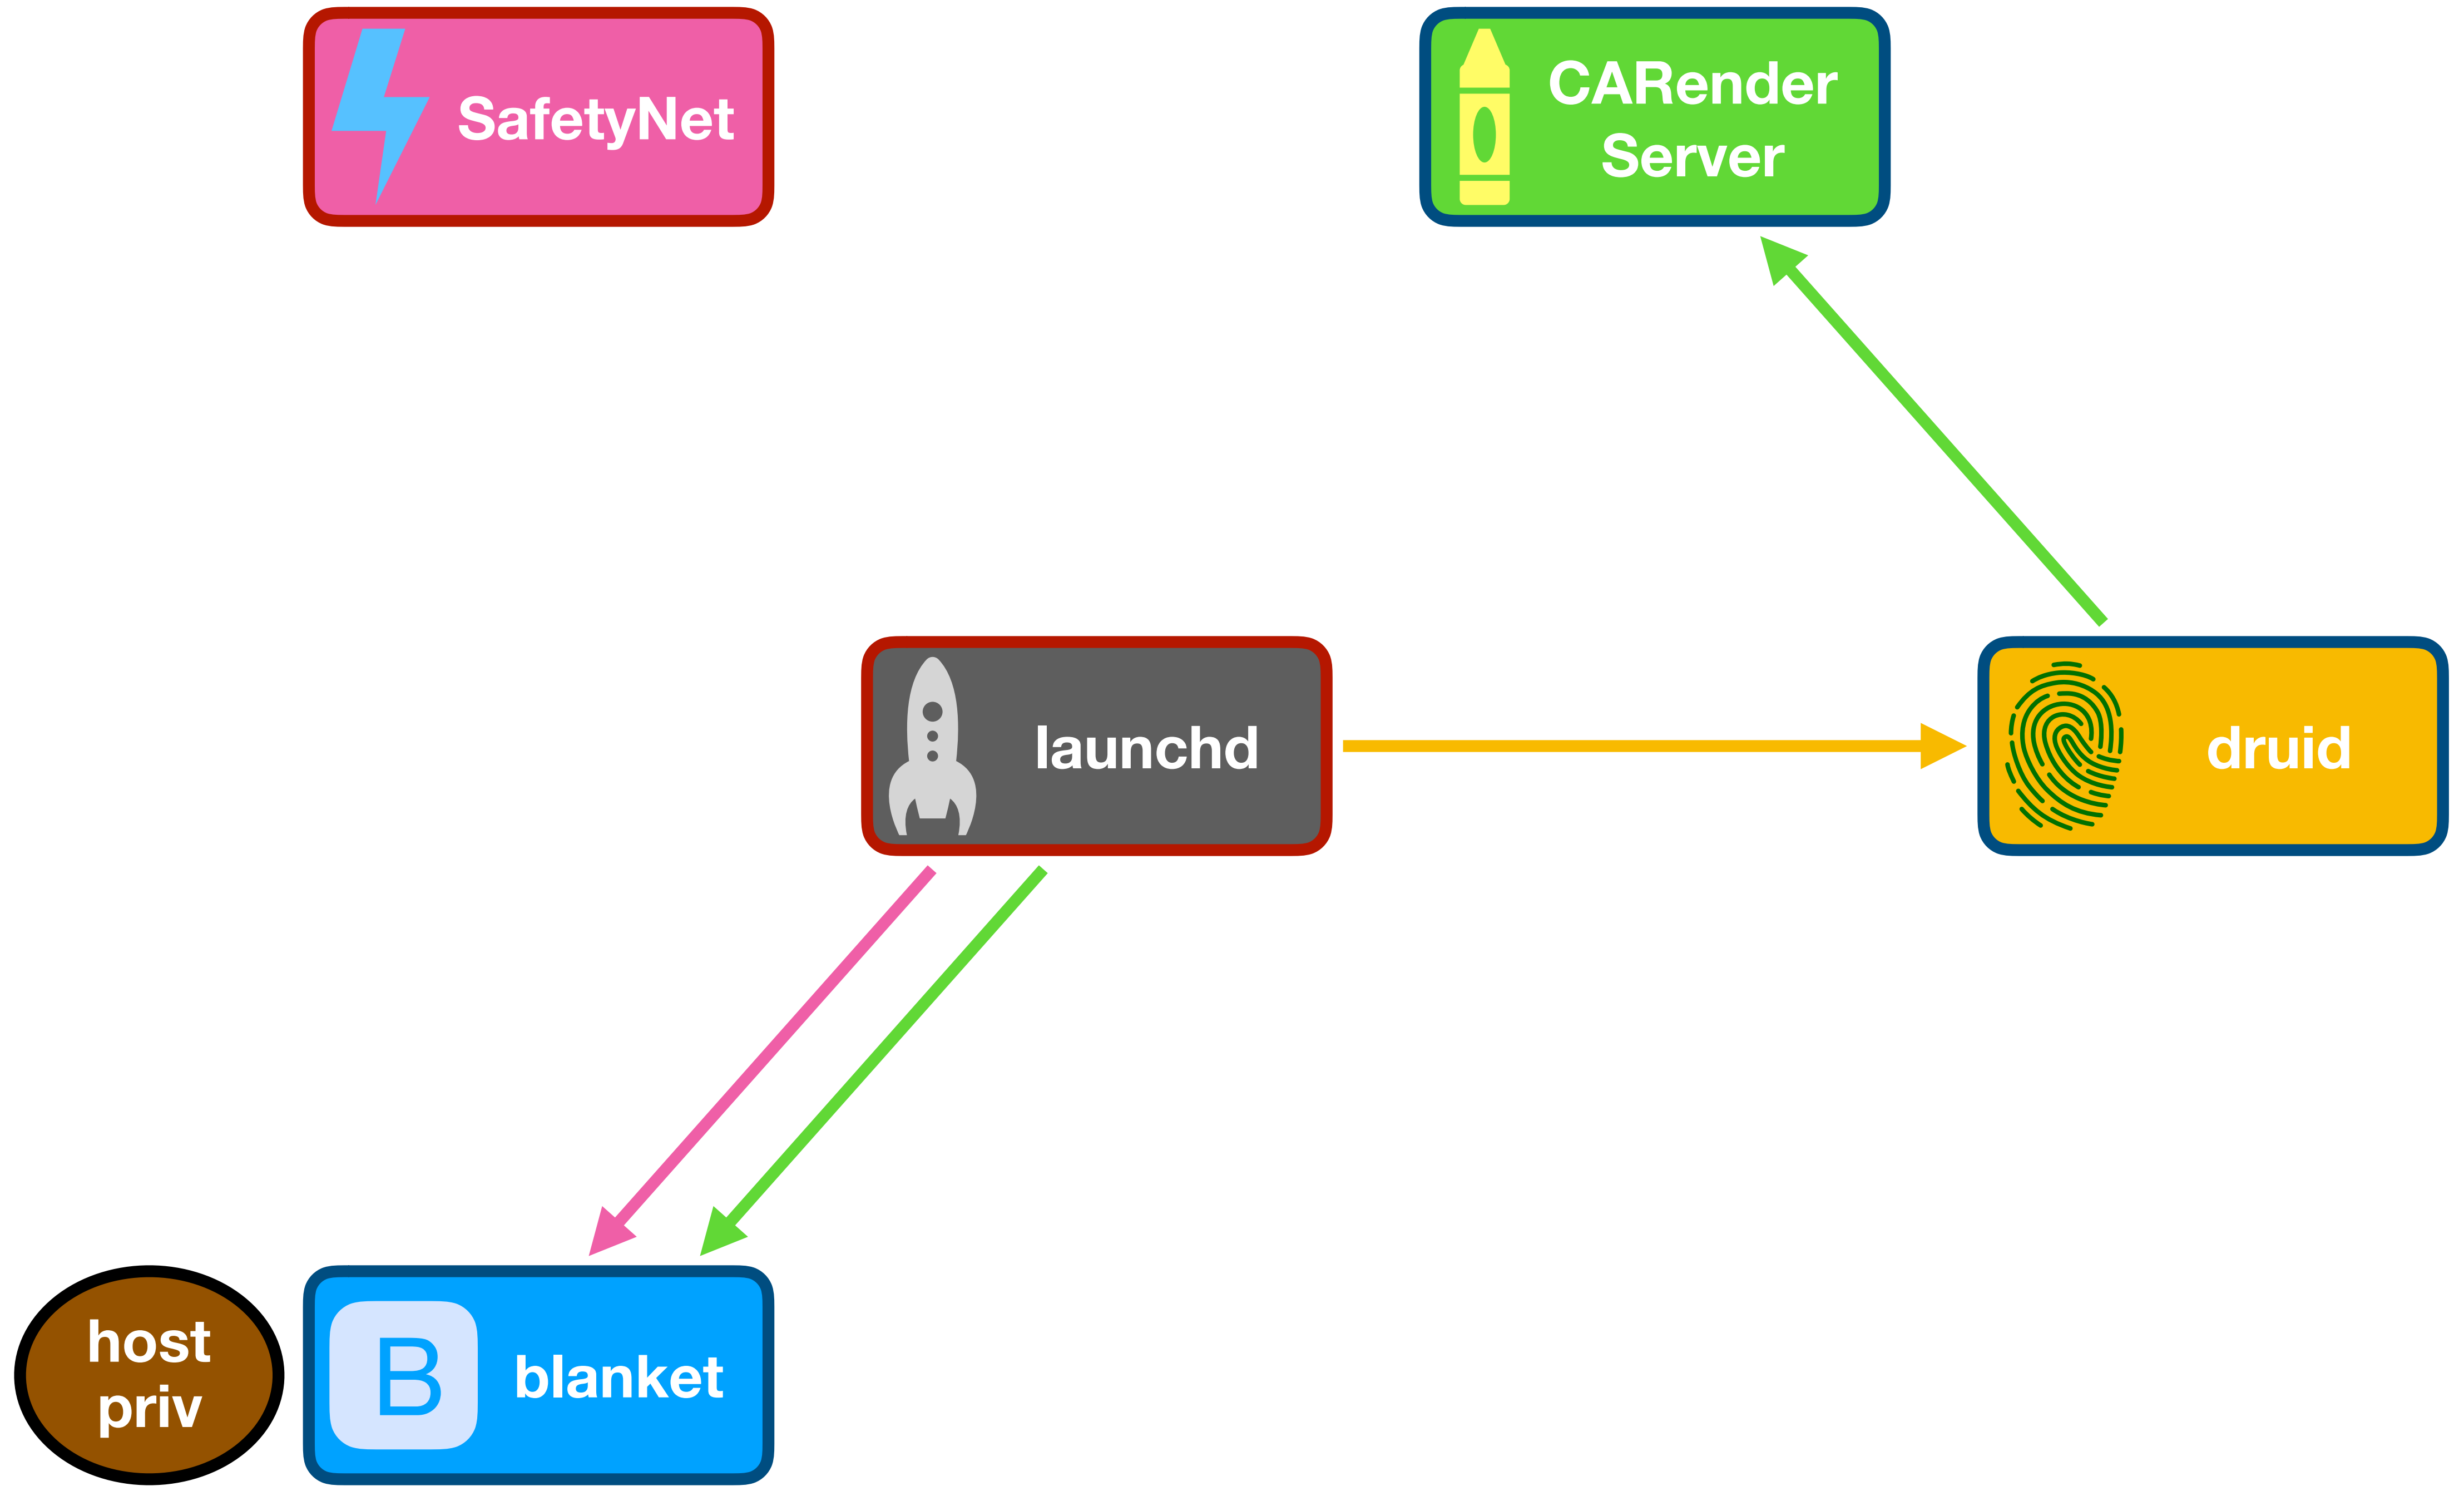 SafetyNet
CARender
Server
launchd
druid
host
priv
B
blanket